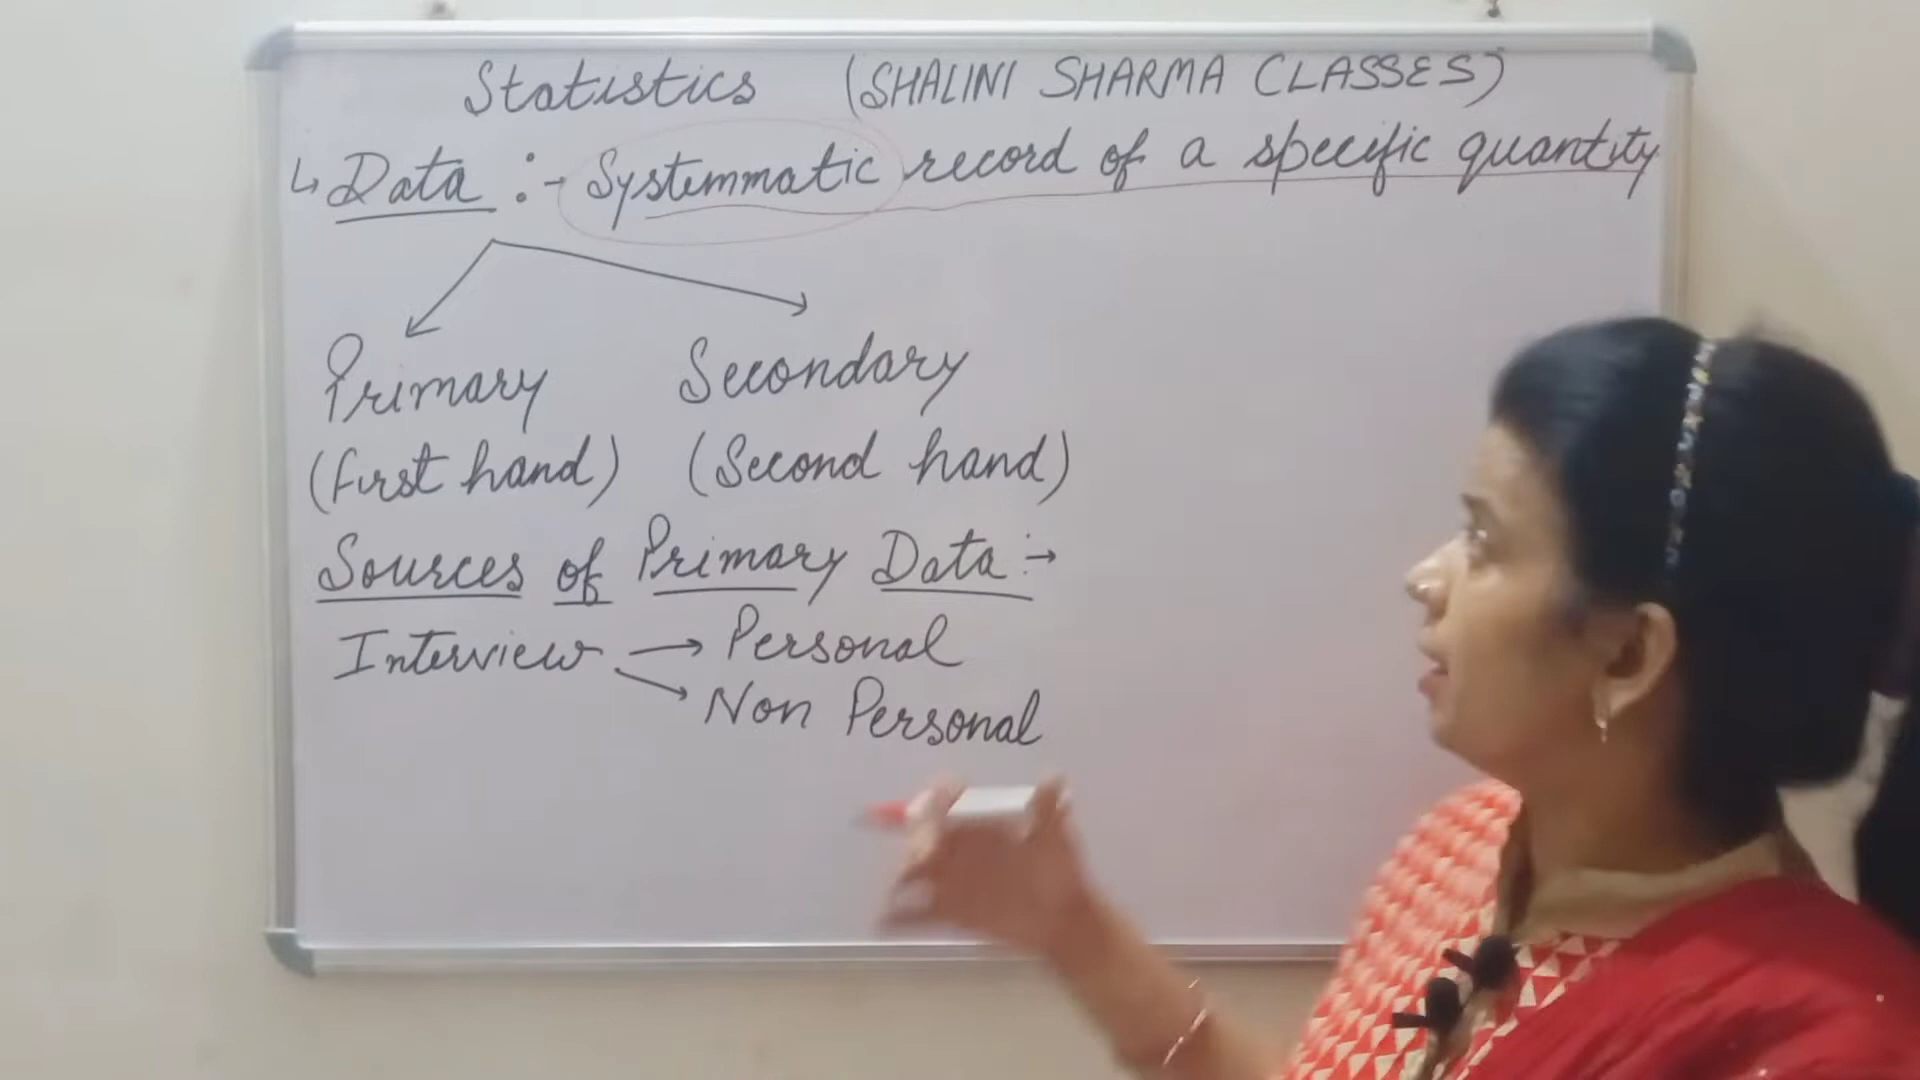 Statistics (SHALINI SHARMA CLASSES)
↳ Data :- Systemmatic record of a specific quantity
Primary Secondary
(first hand) (Second hand)
Sources of Primary Data :→
Interview → Personal
→ Non Personal